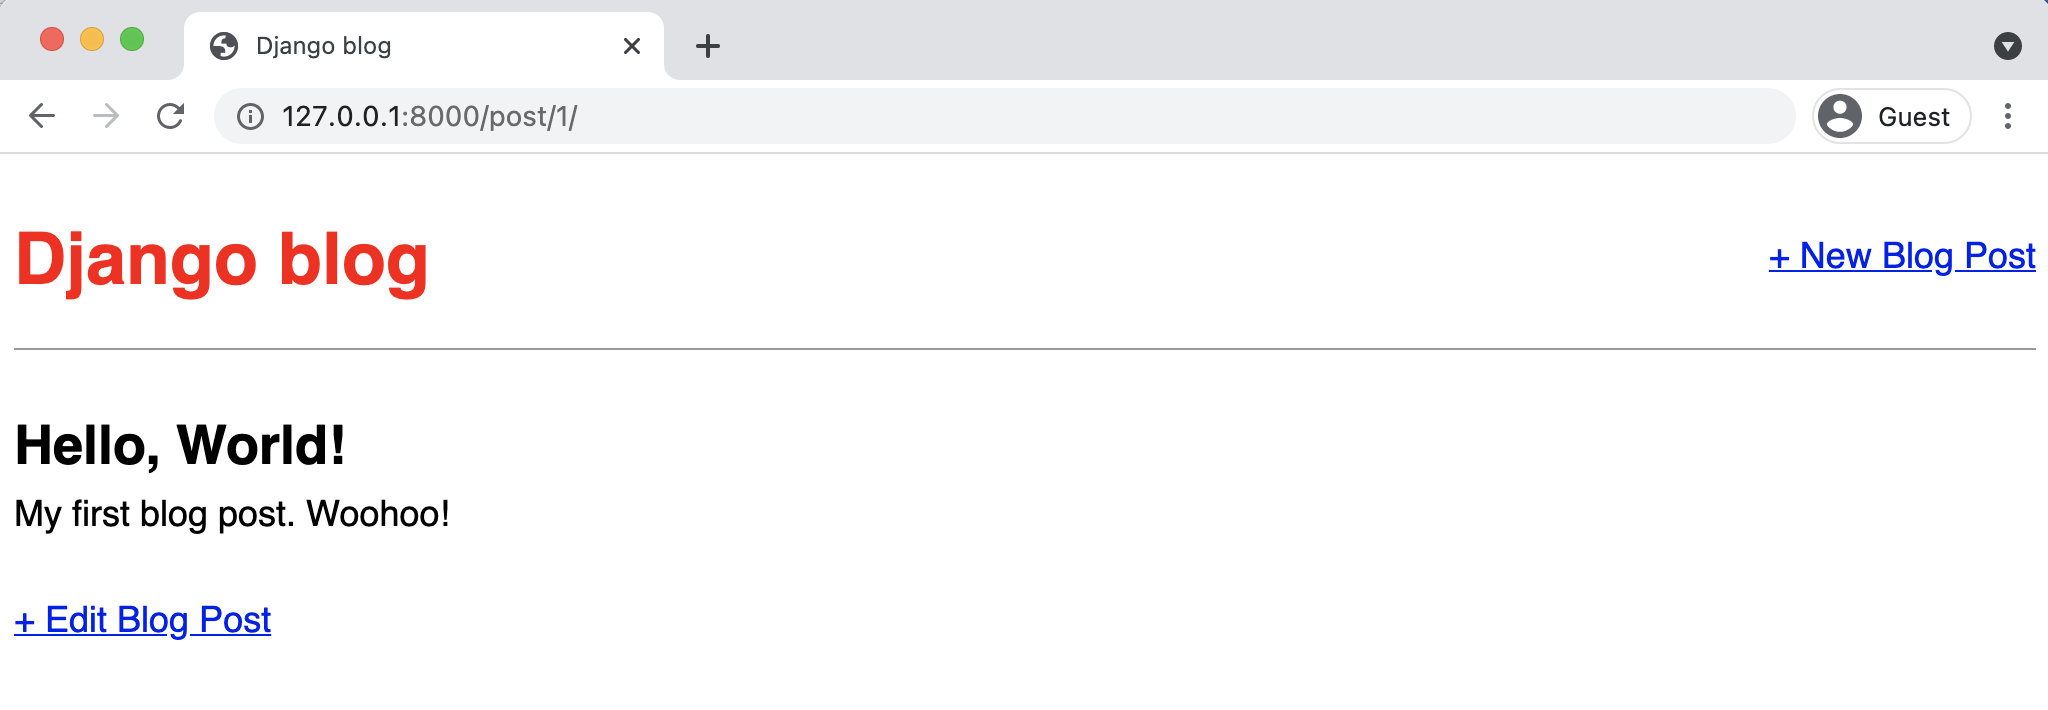 Django blog
127.0.0.1:8000/post/1/
Guest
Django blog
+ New Blog Post
Hello, World!
My first blog post. Woohoo!
+ Edit Blog Post